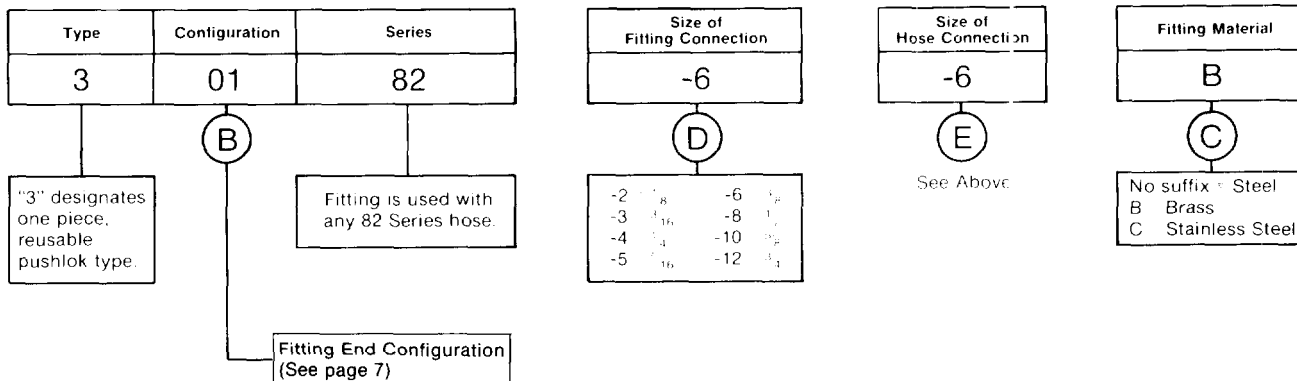 Type Configuration Series
3 01 82
Size of
Fitting Connection
-6
Size of
Hose Connection
-6
Fitting Material
B
B
D
E
C
"3" designates
one piece,
reusable
pushlok type.
Fitting is used with
any 82 Series hose.
-2 -6
-3 -8
-4 -10
-5 -12
See Above
No suffix = Steel
B Brass
C Stainless Steel
Fitting End Configuration
(See page 7)